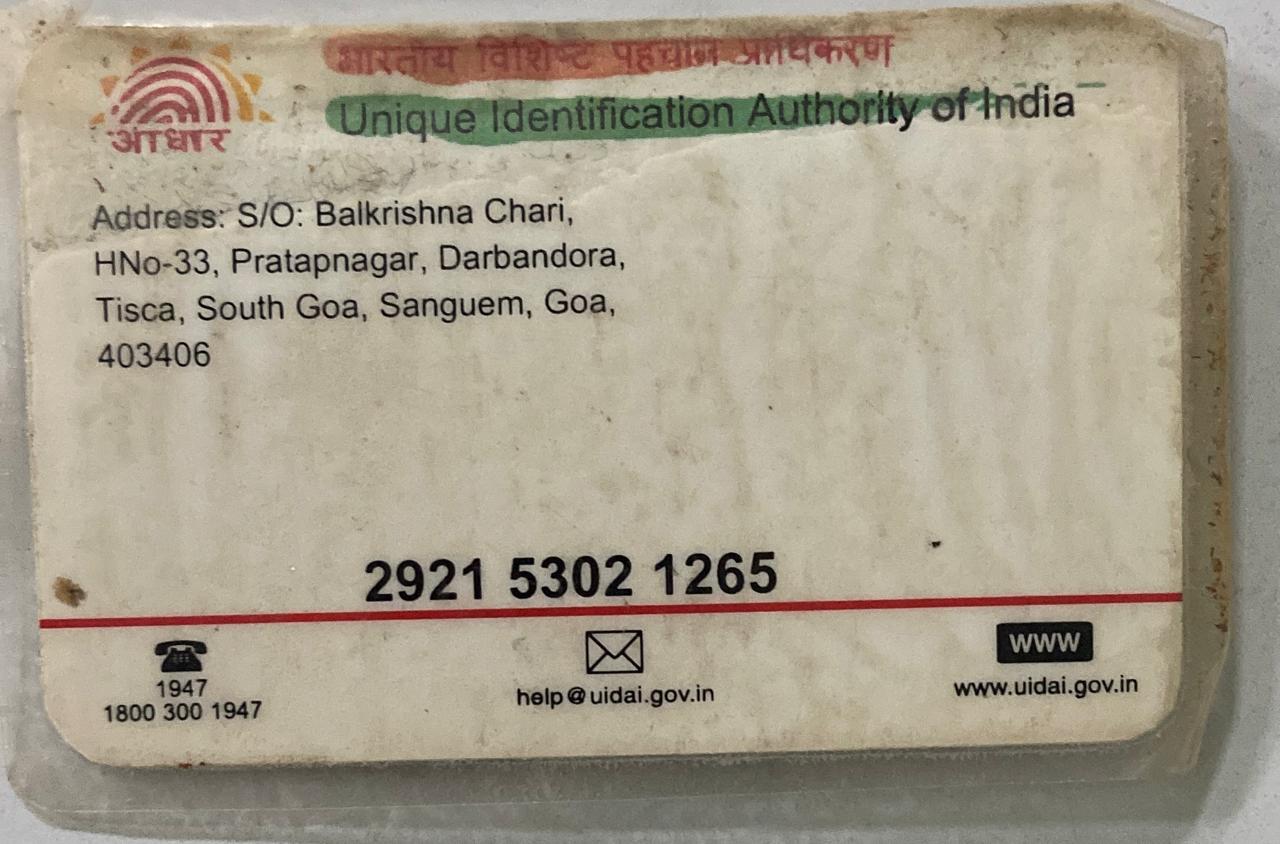 भारतीय विशिष्ट पहचान प्राधिकरण
Unique Identification Authority of India
आधार
Address: S/O: Balkrishna Chari,
HNo-33, Pratapnagar, Darbandora,
Tisca, South Goa, Sanguem, Goa,
403406
2921 5302 1265
1947
1800 300 1947
help@uidai.gov.in
www
www.uidai.gov.in